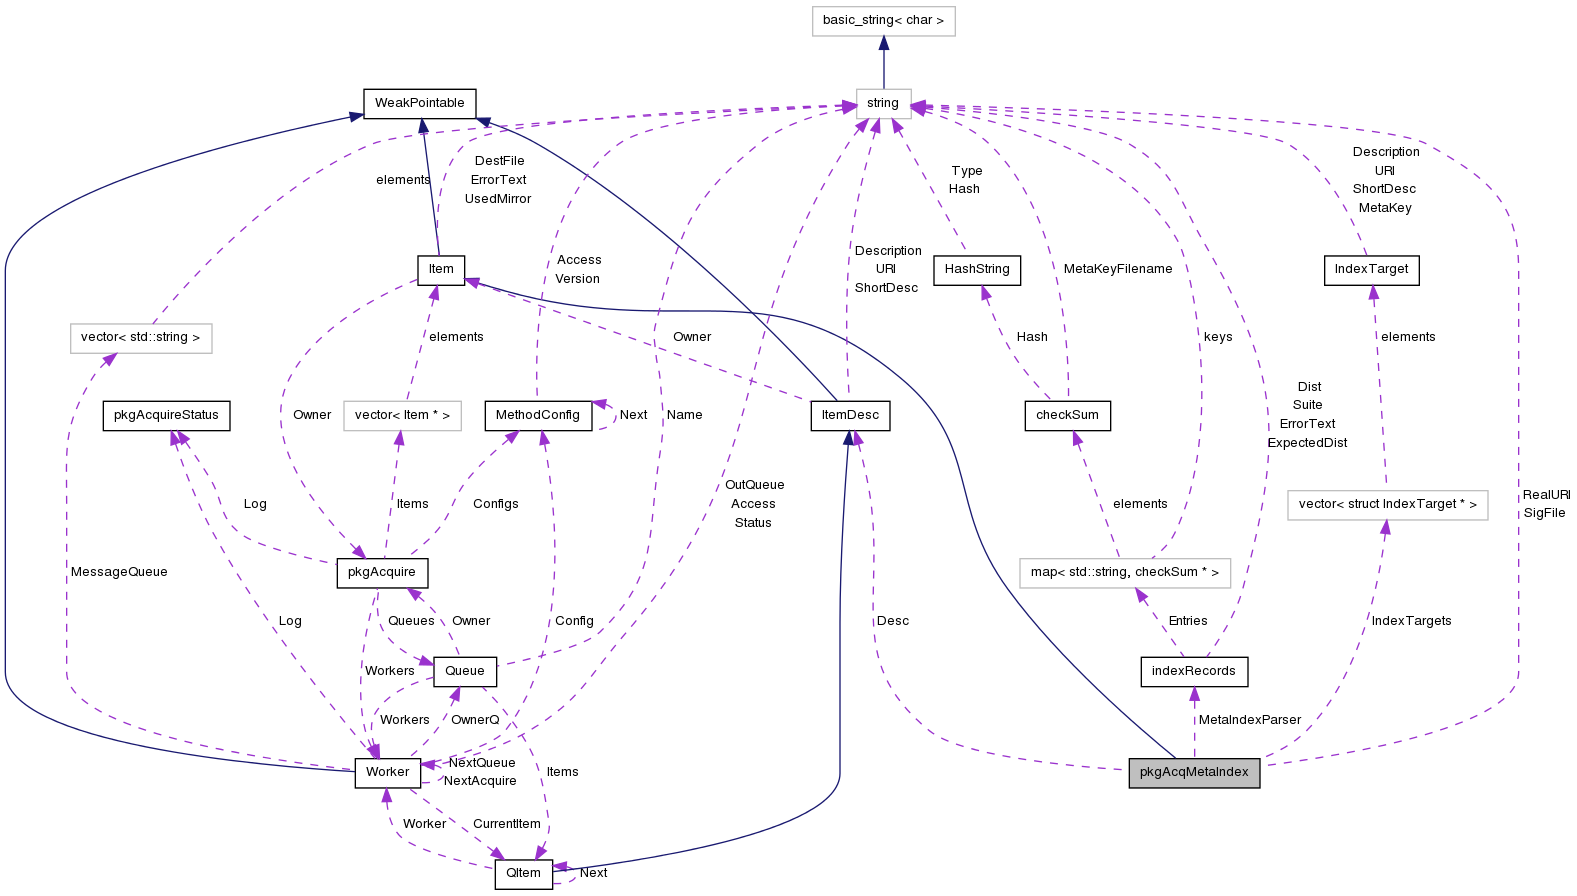 basic_string< char >
WeakPointable
string
elements
DestFile
ErrorText
UsedMirror
Type
Hash
Description
URI
ShortDesc
MetaKey
Item
Access
Version
Description
URI
ShortDesc
HashString
MetaKeyFilename
IndexTarget
vector< std::string >
elements
Owner
Hash
keys
elements
pkgAcquireStatus
Owner
vector< Item * >
MethodConfig
Next
Name
ItemDesc
checkSum
Dist
Suite
ErrorText
ExpectedDist
Log
Items
Configs
OutQueue
Access
Status
elements
vector< struct IndexTarget * >
RealURI
SigFile
MessageQueue
pkgAcquire
map< std::string, checkSum * >
Log
Queues
Owner
Config
Desc
Entries
IndexTargets
Workers
Queue
indexRecords
Workers
OwnerQ
MetaIndexParser
Worker
NextQueue
NextAcquire
Items
pkgAcqMetaIndex
Worker
CurrentItem
QItem
Next